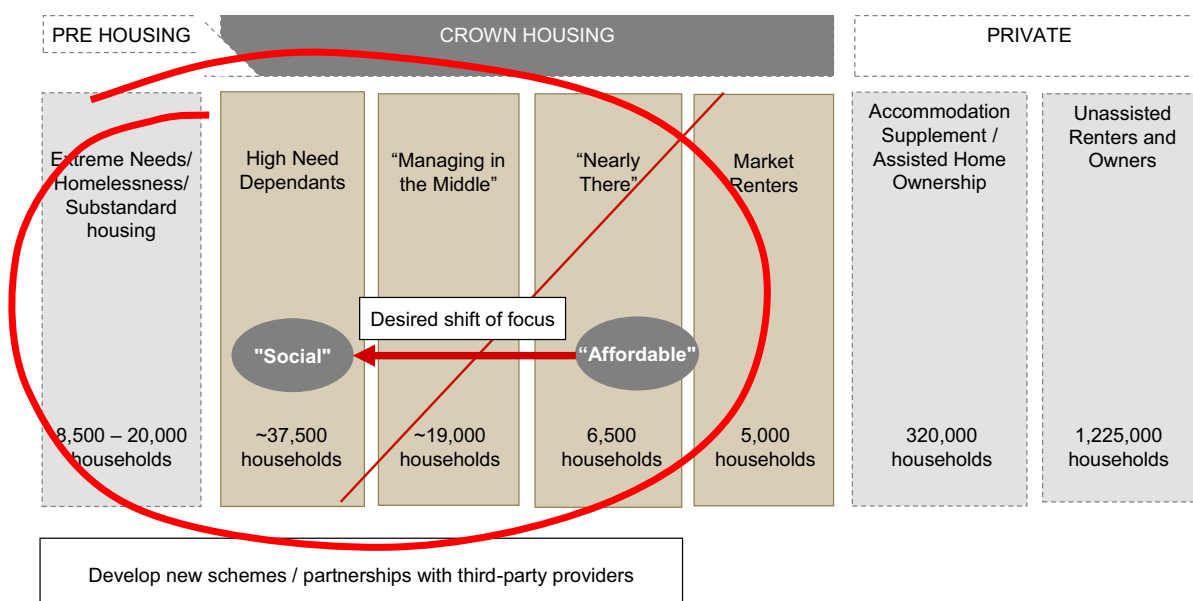 PRE HOUSING
CROWN HOUSING
PRIVATE
Extreme Needs/
Homelessness/
Substandard
housing
High Need
Dependants
“Managing in
the Middle”
“Nearly
There”
Market
Renters
Accommodation
Supplement /
Assisted Home
Ownership
Unassisted
Renters and
Owners
Desired shift of focus
"Social"
“Affordable"
8,500 – 20,000
households
~37,500
households
~19,000
households
6,500
households
5,000
households
320,000
households
1,225,000
households
Develop new schemes / partnerships with third-party providers